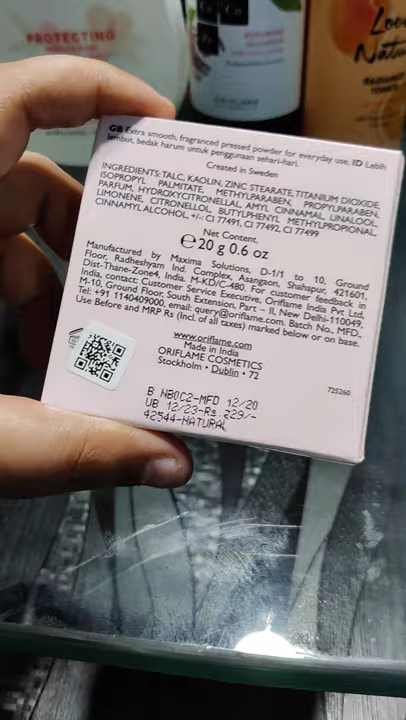 PROTECTING
Love
Natu
GB Extra smooth, fragranced pressed powder for everyday use. ID Lebih
lembut, bedak harum untuk penggunaan sehari-hari.
Created in Sweden
INGREDIENTS: TALC, KAOLIN, ZINC STEARATE, TITANIUM DIOXIDE,
ISOPROPYL PALMITATE, METHYLPARABEN, PROPYLPARABEN,
PARFUM, HYDROXYCITRONELLAL, AMYL CINNAMAL, LINALOOL,
LIMONENE, CITRONELLOL, BUTYLPHENYL METHYLPROPIONAL,
CINNAMYL ALCOHOL, +/-: CI 77491, CI 77492, CI 77499
Net Content.
℮ 20 g 0.6 oz
Manufactured by Maxima Solutions, D-1/1 to 10, Ground
Floor, Radheshyam Ind. Complex, Asangaon, Shahapur, 421601,
Dist-Thane-Zone4, India. M-KD/C-480. For customer feedback in
India, contact: Customer Service Executive, Oriflame India Pvt Ltd,
M-10, Ground Floor, South Extension, Part – II, New Delhi-110049,
Tel: +91 1140409000, email: query@oriflame.com. Batch No., MFD,
Use Before and MRP Rs (Incl. of all taxes) marked below or on base.
www.oriflame.com
Made in India
ORIFLAME COSMETICS
Stockholm • Dublin • 72
725260
B NB0C2-MFD 12/20
UB 12/23-Rs.229/-
42544-NATURAL